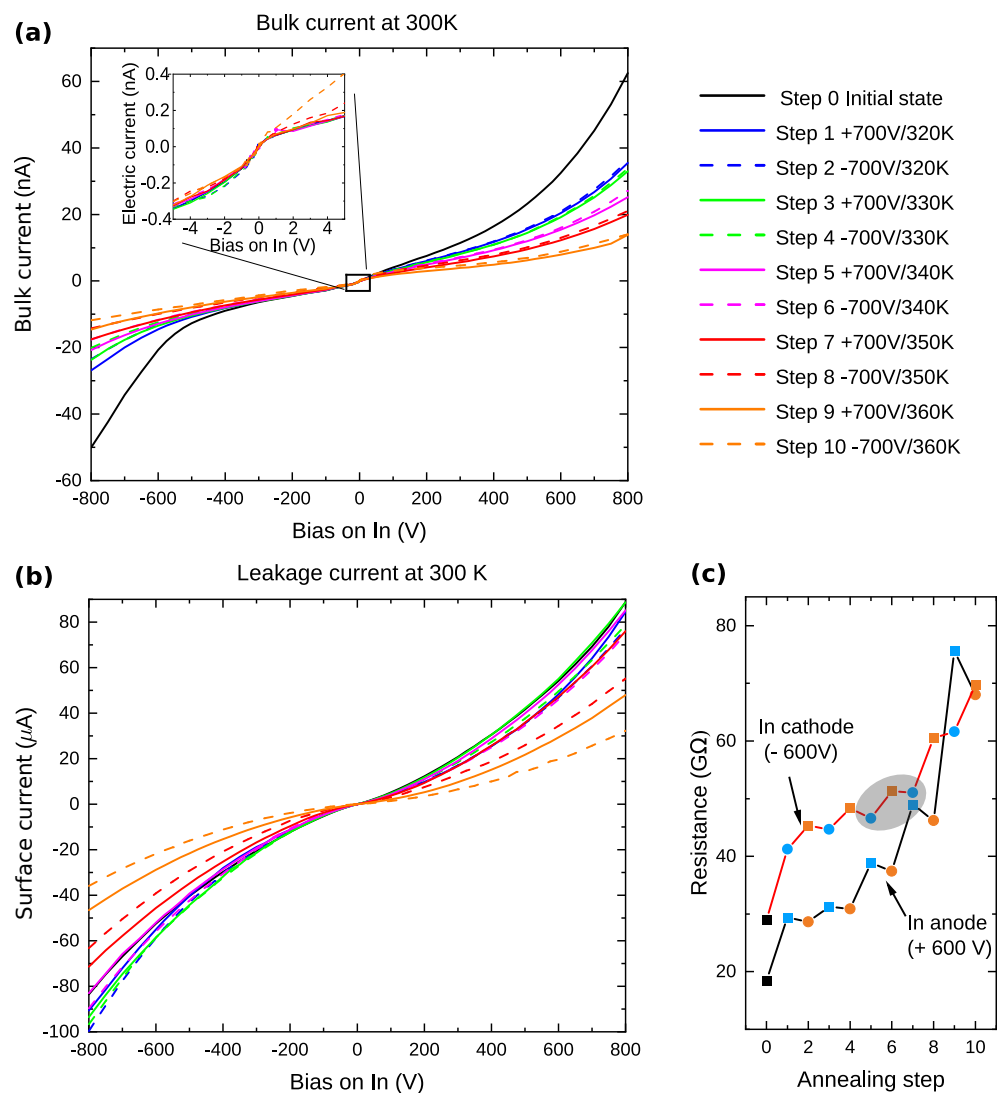 (a)
Bulk current at 300K
Bulk current (nA)
60
40
20
0
-20
-40
-60
-800 -600 -400 -200 0 200 400 600 800
Bias on In (V)
Electric current (nA)
0.4
0.2
0.0
-0.2
-0.4
-4 -2 0 2 4
Bias on In (V)
Step 0 Initial state
Step 1 +700V/320K
Step 2 -700V/320K
Step 3 +700V/330K
Step 4 -700V/330K
Step 5 +700V/340K
Step 6 -700V/340K
Step 7 +700V/350K
Step 8 -700V/350K
Step 9 +700V/360K
Step 10 -700V/360K
(b)
Leakage current at 300 K
Surface current (μA)
80
60
40
20
0
-20
-40
-60
-80
-100
-800 -600 -400 -200 0 200 400 600 800
Bias on In (V)
(c)
Resistance (GΩ)
80
60
40
20
In cathode
(- 600V)
In anode
(+ 600 V)
0 2 4 6 8 10
Annealing step